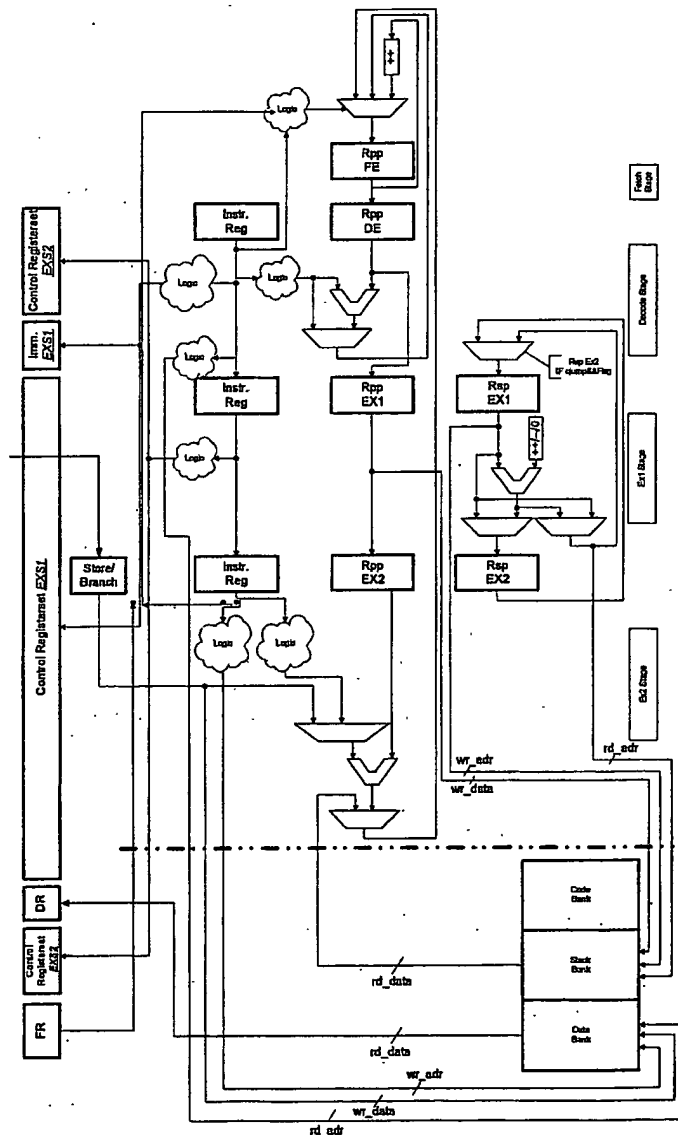 ++
Logic
Rpp
FE
Fetch
Stage
Instr.
Reg
Rpp
DE
Control Registerset
EXS2
Logic
Logic
Decode Stage
Imm.
EXS1
Logic
Rsp Ex2
Instr
Reg
Rpp
EX1
Rsp
EX1
++/--/0
Ex1 Stage
Logic
Control Registerset EXS1
Store/
Branch
Instr
Reg
Rpp
EX2
Rsp
EX2
Logic
Logic
Ex2 Stage
rd_adr
wr_adr
wr_data
Code
Bank
DR
Control
Registerset
EXS2
Stack
Bank
rd_data
FR
Data
Bank
rd_data
wr_adr
wr_data
rd_adr